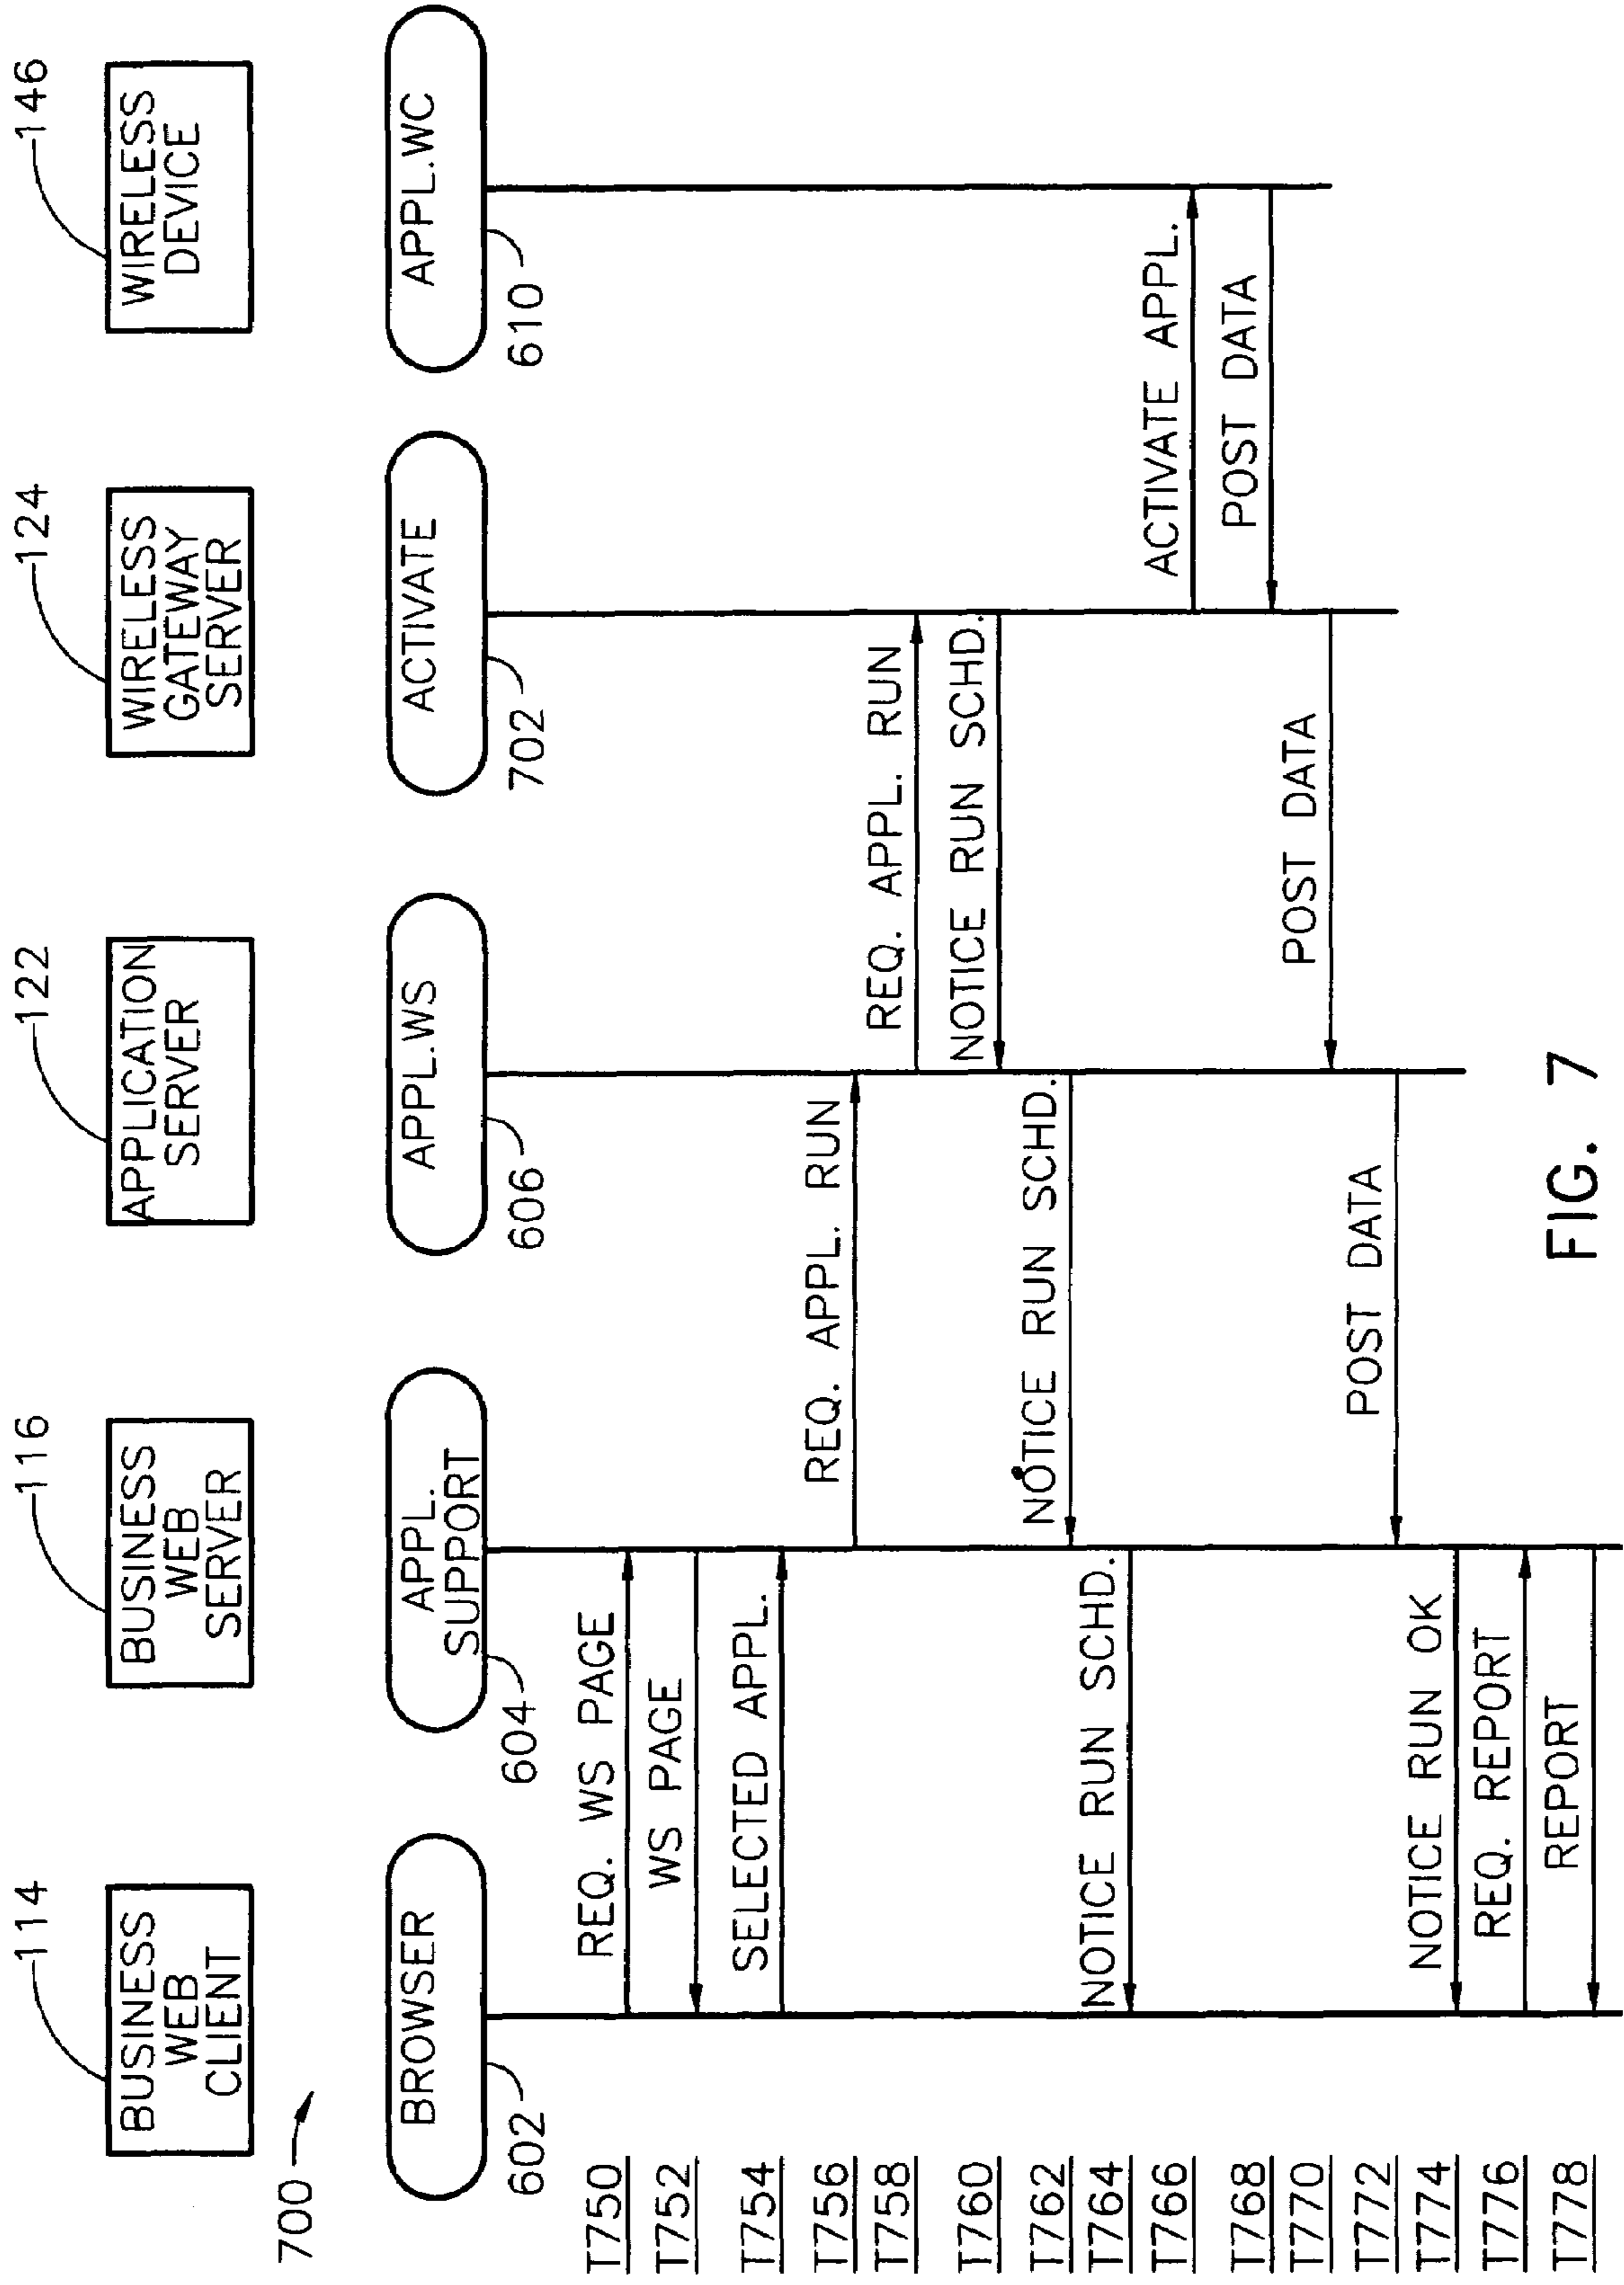 114
116
122
124
146
BUSINESS
WEB
CLIENT
BUSINESS
WEB
SERVER
APPLICATION
SERVER
WIRELESS
GATEWAY
SERVER
WIRELESS
DEVICE
700
BROWSER
APPL.
SUPPORT
APPL.WS
ACTIVATE
APPL.WC
602
604
606
702
610
T750
REQ. WS PAGE
T752
WS PAGE
T754
SELECTED APPL.
T756
REQ. APPL. RUN
T758
REQ. APPL. RUN
T760
NOTICE RUN SCHD.
T762
NOTICE RUN SCHD.
T764
NOTICE RUN SCHD.
T766
ACTIVATE APPL.
T768
POST DATA
T770
POST DATA
T772
POST DATA
T774
NOTICE RUN OK
T776
REQ. REPORT
T778
REPORT
FIG. 7